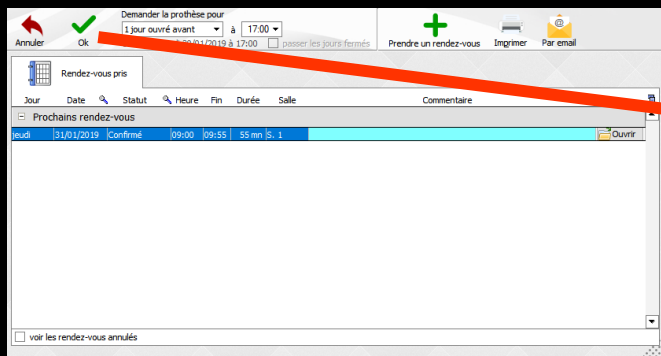 Demander la prothèse pour
1 jour ouvré avant à 17:00
/01/2019 à 17:00 passer les jours fermés
Annuler Ok Prendre un rendez-vous Imprimer Par email
Rendez-vous pris
Jour Date Statut Heure Fin Durée Salle Commentaire
Prochains rendez-vous
jeudi 31/01/2019 Confirmé 09:00 09:55 55 mn S. 1 Ouvrir
voir les rendez-vous annulés